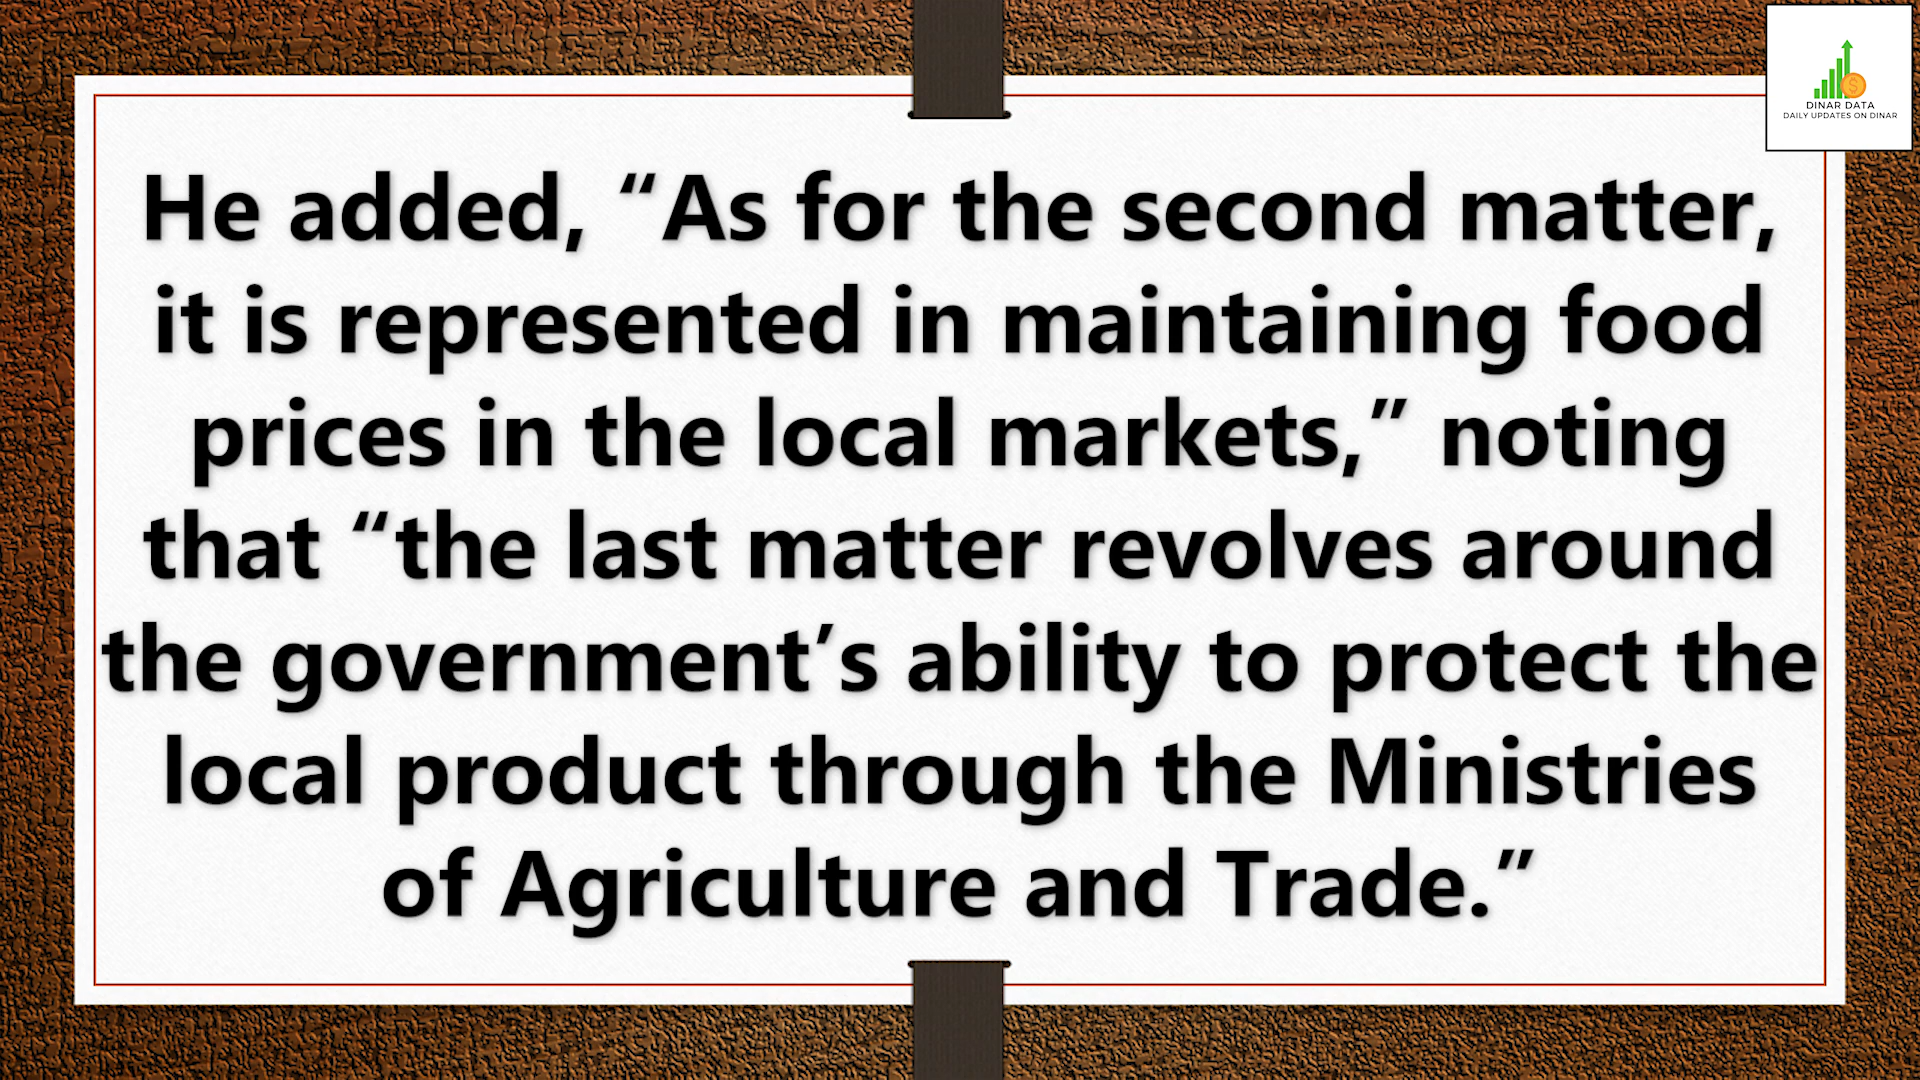 DINAR DATA
DAILY UPDATES ON DINAR
He added, “As for the second matter,
it is represented in maintaining food
prices in the local markets,” noting
that “the last matter revolves around
the government’s ability to protect the
local product through the Ministries
of Agriculture and Trade.”